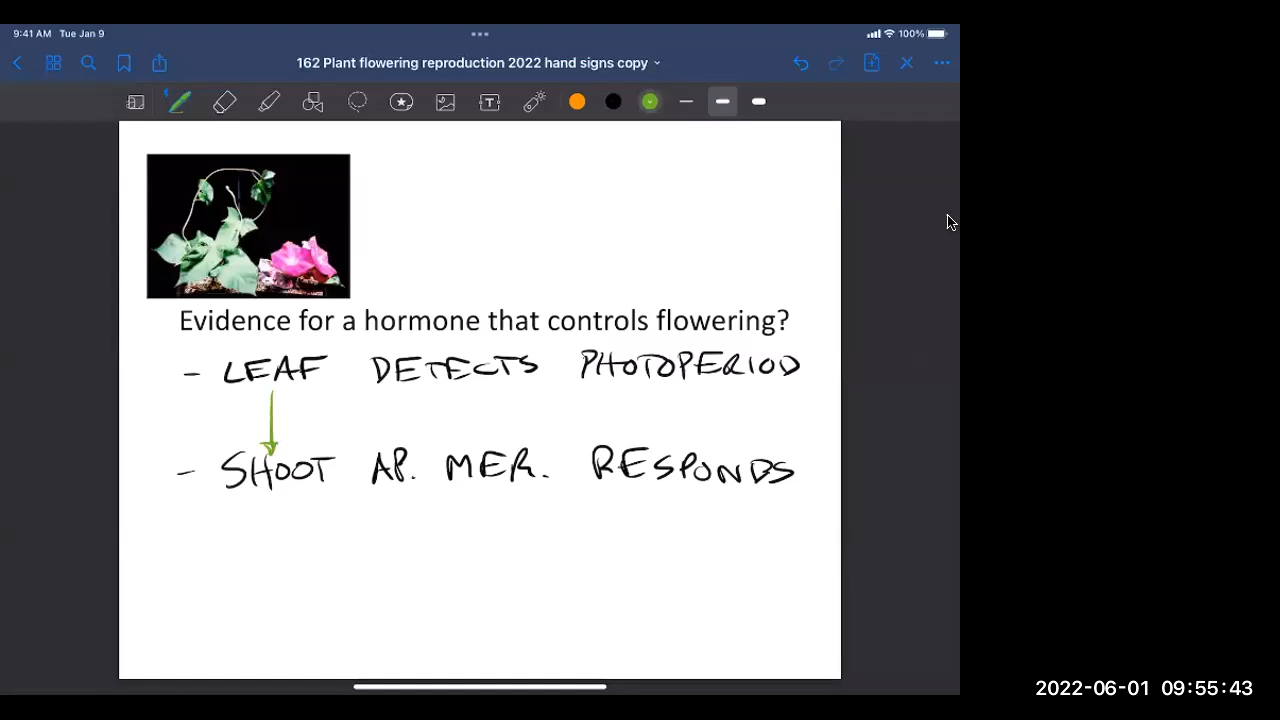 9:41 AM Tue Jan 9
100%
162 Plant flowering reproduction 2022 hand signs copy
Evidence for a hormone that controls flowering?
- LEAF DETECTS PHOTOPERIOD
- SHOOT AP. MER. RESPONDS
2022-06-01 09:55:43